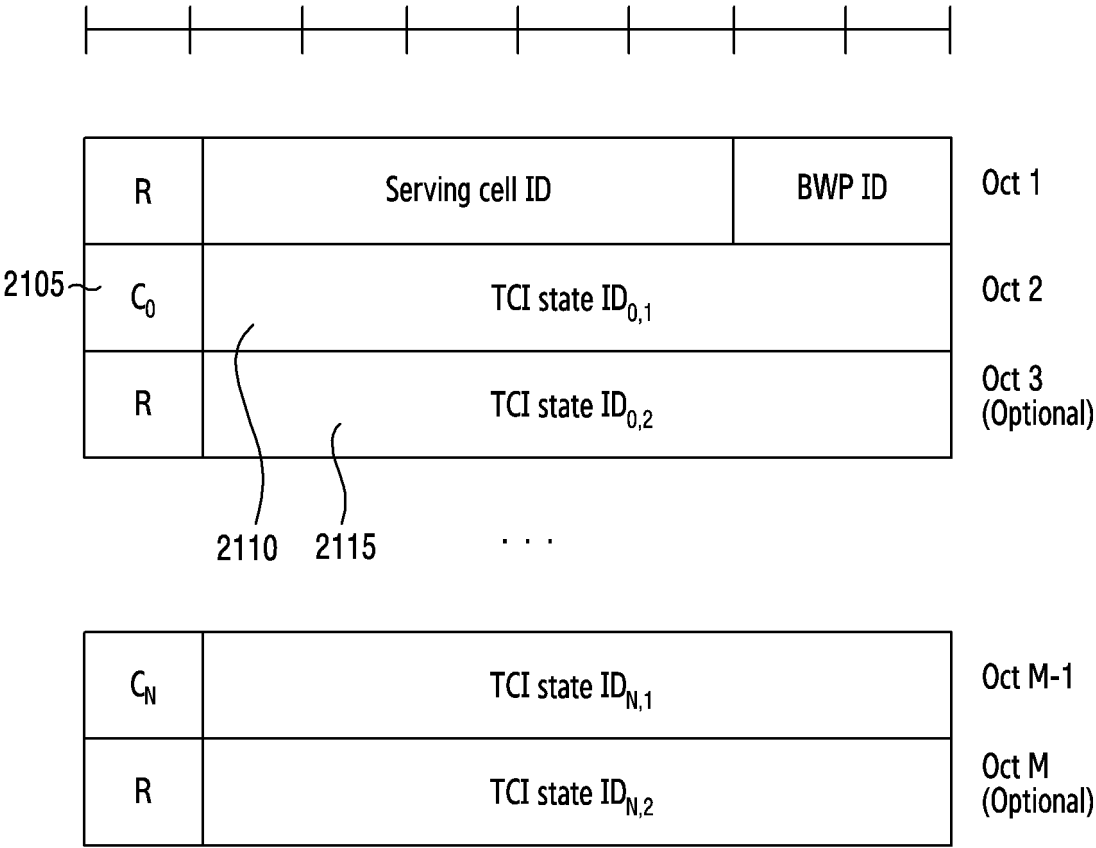 R Serving cell ID BWP ID Oct 1
2105 C0 TCI state ID0,1 Oct 2
R TCI state ID0,2 Oct 3
(Optional)
2110 2115 . . .
CN TCI state IDN,1 Oct M-1
R TCI state IDN,2 Oct M
(Optional)